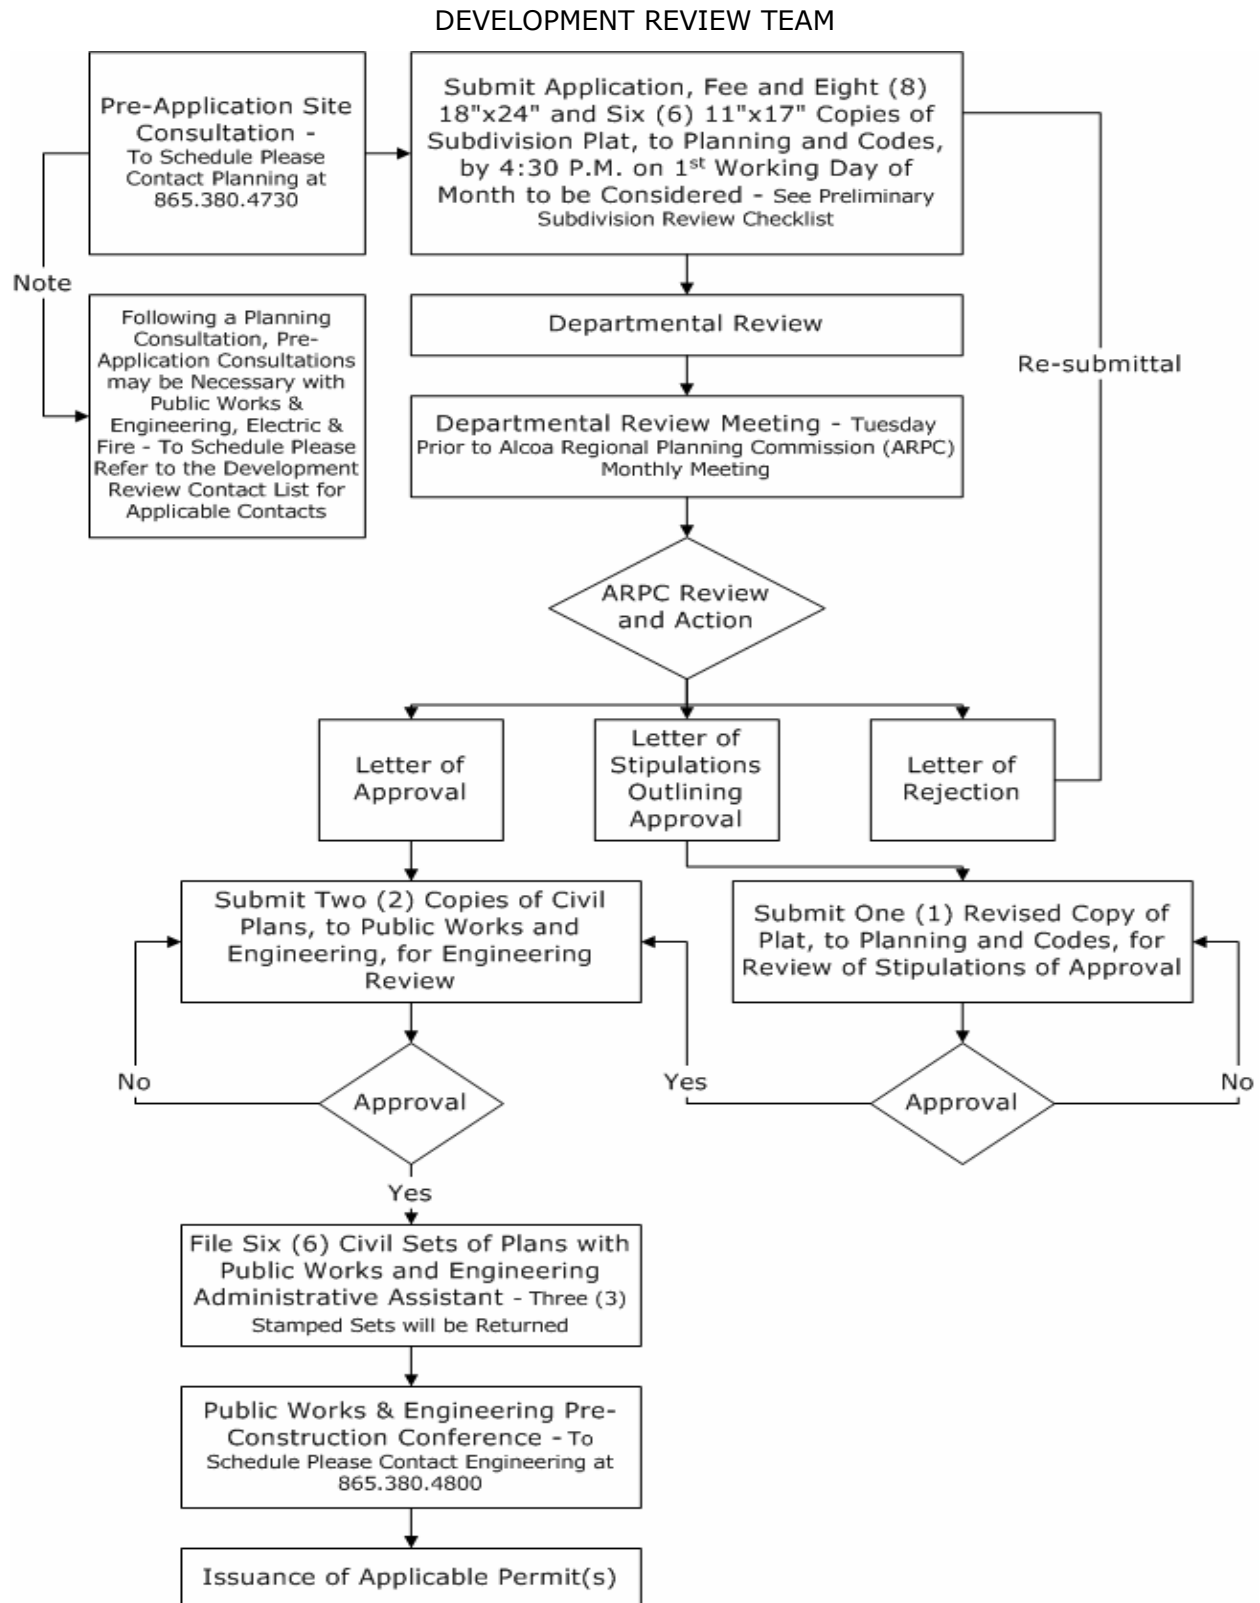 DEVELOPMENT REVIEW TEAM
Pre-Application Site
Consultation -
To Schedule Please
Contact Planning at
865.380.4730
Submit Application, Fee and Eight (8)
18"x24" and Six (6) 11"x17" Copies of
Subdivision Plat, to Planning and Codes,
by 4:30 P.M. on 1st Working Day of
Month to be Considered - See Preliminary
Subdivision Review Checklist
Note
Following a Planning
Consultation, Pre-
Application Consultations
may be Necessary with
Public Works &
Engineering, Electric &
Fire - To Schedule Please
Refer to the Development
Review Contact List for
Applicable Contacts
Departmental Review
Re-submittal
Departmental Review Meeting - Tuesday
Prior to Alcoa Regional Planning Commission (ARPC)
Monthly Meeting
ARPC Review
and Action
Letter of
Approval
Letter of
Stipulations
Outlining
Approval
Letter of
Rejection
Submit Two (2) Copies of Civil
Plans, to Public Works and
Engineering, for Engineering
Review
Submit One (1) Revised Copy of
Plat, to Planning and Codes, for
Review of Stipulations of Approval
No
Approval
Yes
Approval
No
Yes
File Six (6) Civil Sets of Plans with
Public Works and Engineering
Administrative Assistant - Three (3)
Stamped Sets will be Returned
Public Works & Engineering Pre-
Construction Conference - To
Schedule Please Contact Engineering at
865.380.4800
Issuance of Applicable Permit(s)